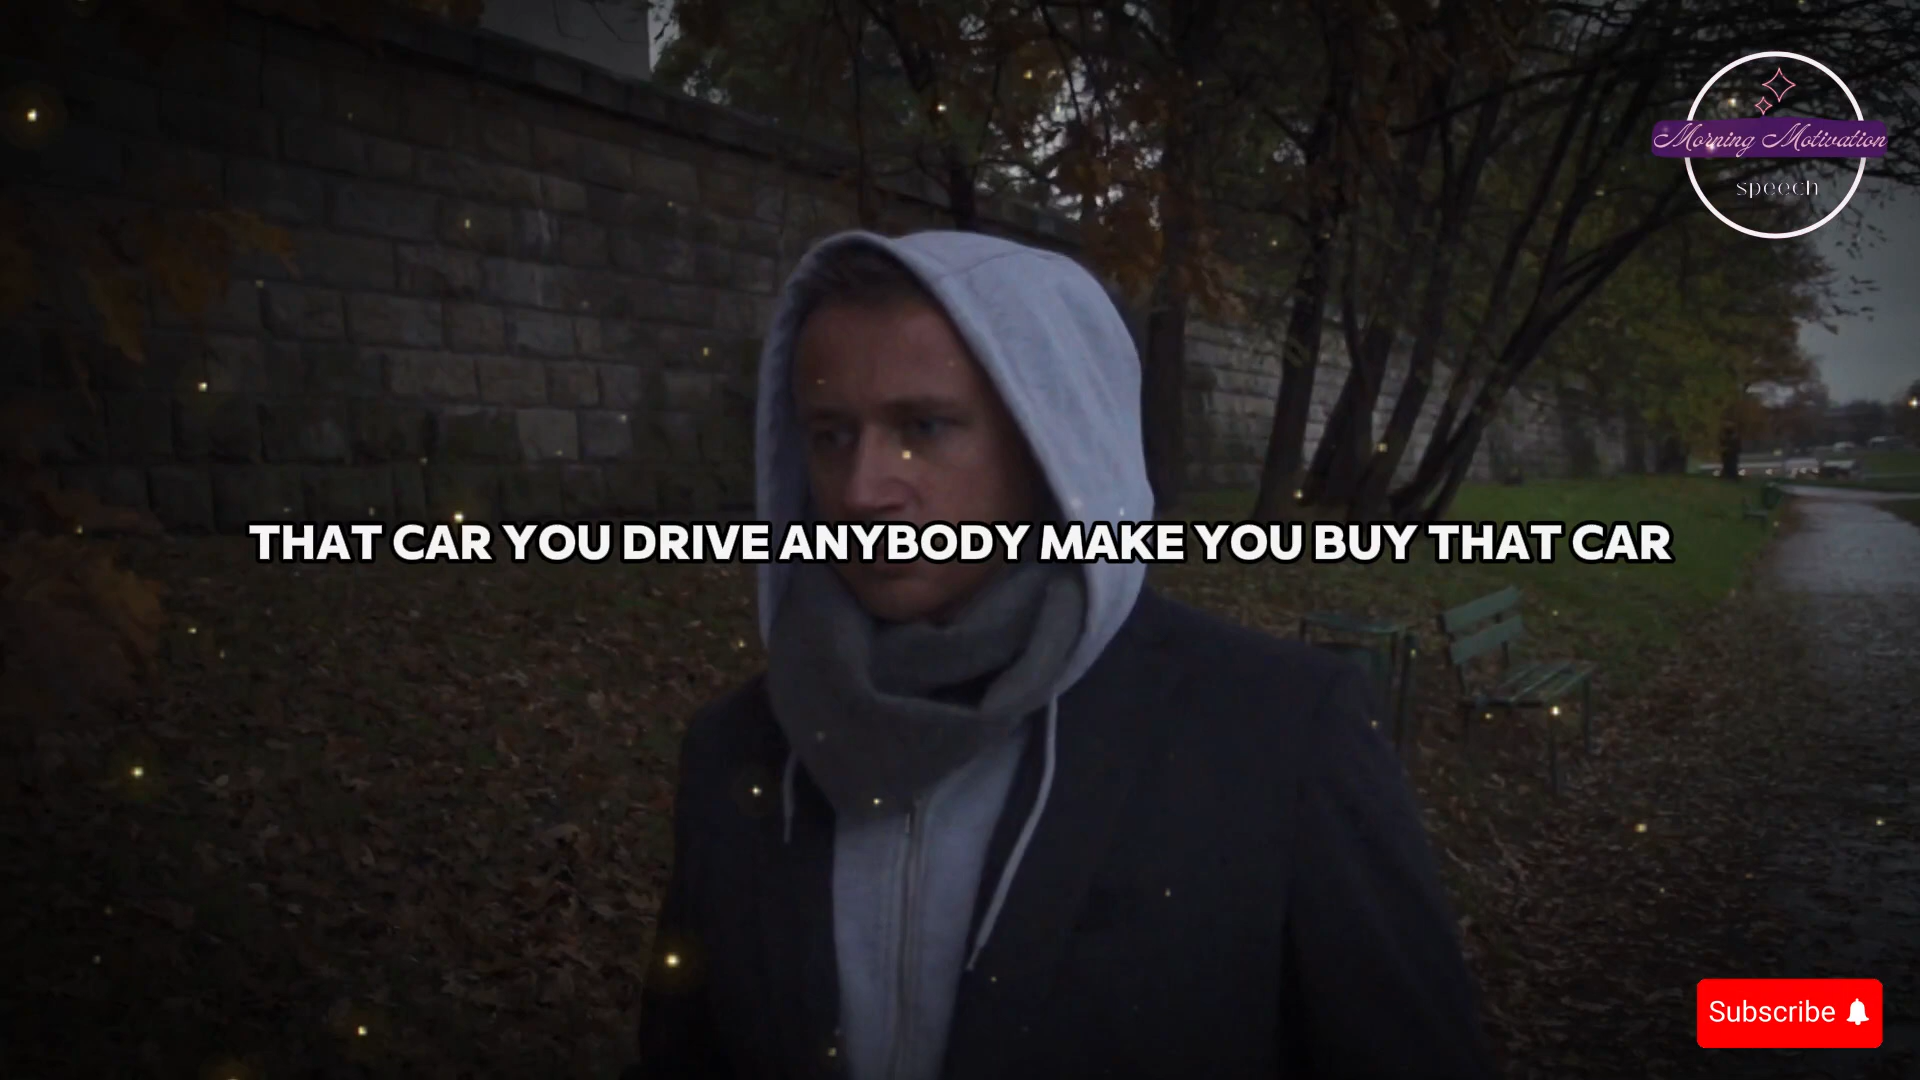 Morning Motivation
speech
THAT CAR YOU DRIVE ANYBODY MAKE YOU BUY THAT CAR
Subscribe